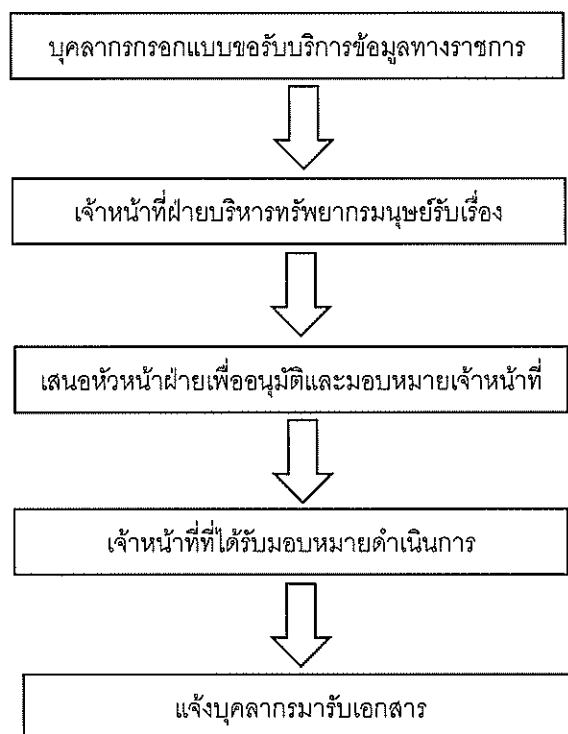 บุคลากรกรอกแบบขอรับบริการข้อมูลทางราชการ
เจ้าหน้าที่ฝ่ายบริหารทรัพยากรมนุษย์รับเรื่อง
เสนอหัวหน้าฝ่ายเพื่ออนุมัติและมอบหมายเจ้าหน้าที่
เจ้าหน้าที่ที่ได้รับมอบหมายดำเนินการ
แจ้งบุคลากรมารับเอกสาร